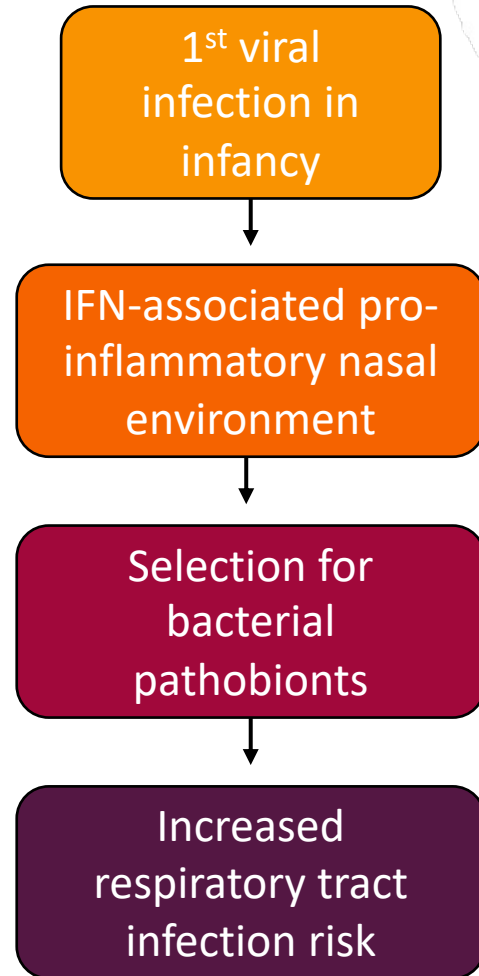 1st viral
infection in
infancy
IFN-associated pro-
inflammatory nasal
environment
Selection for
bacterial
pathobionts
Increased
respiratory tract
infection risk